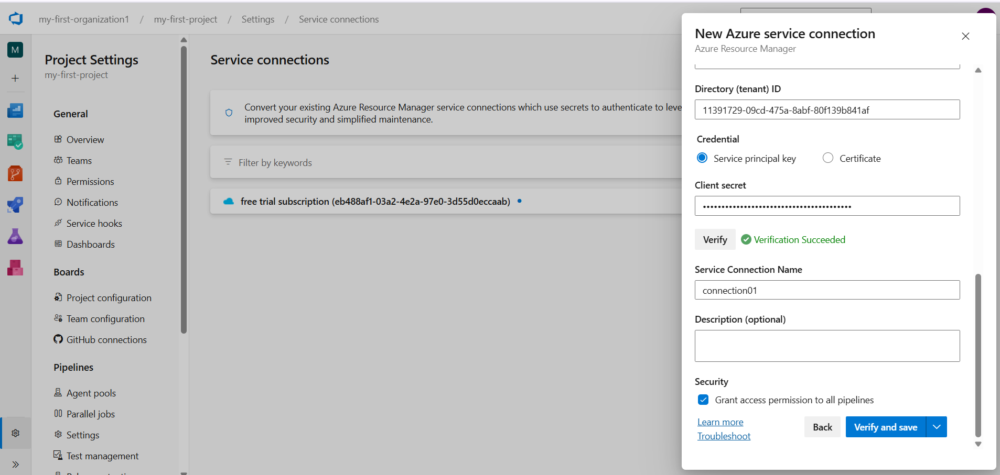 my-first-organization1 / my-first-project / Settings / Service connections
M
Project Settings
my-first-project
General
Overview
Teams
Permissions
Notifications
Service hooks
Dashboards
Boards
Project configuration
Team configuration
GitHub connections
Pipelines
Agent pools
Parallel jobs
Settings
Test management
Service connections
Convert your existing Azure Resource Manager service connections which use secrets to authenticate to leve
improved security and simplified maintenance.
Filter by keywords
free trial subscription (eb488af1-03a2-4e2a-97e0-3d55d0eccaab)
New Azure service connection
Azure Resource Manager
Directory (tenant) ID
11391729-09cd-475a-8abf-80f139b841af
Credential
Service principal key
Certificate
Client secret
••••••••••••••••••••••••••••••••••••••••
Verify Verification Succeeded
Service Connection Name
connection01
Description (optional)
Security
Grant access permission to all pipelines
Learn more
Troubleshoot
Back
Verify and save